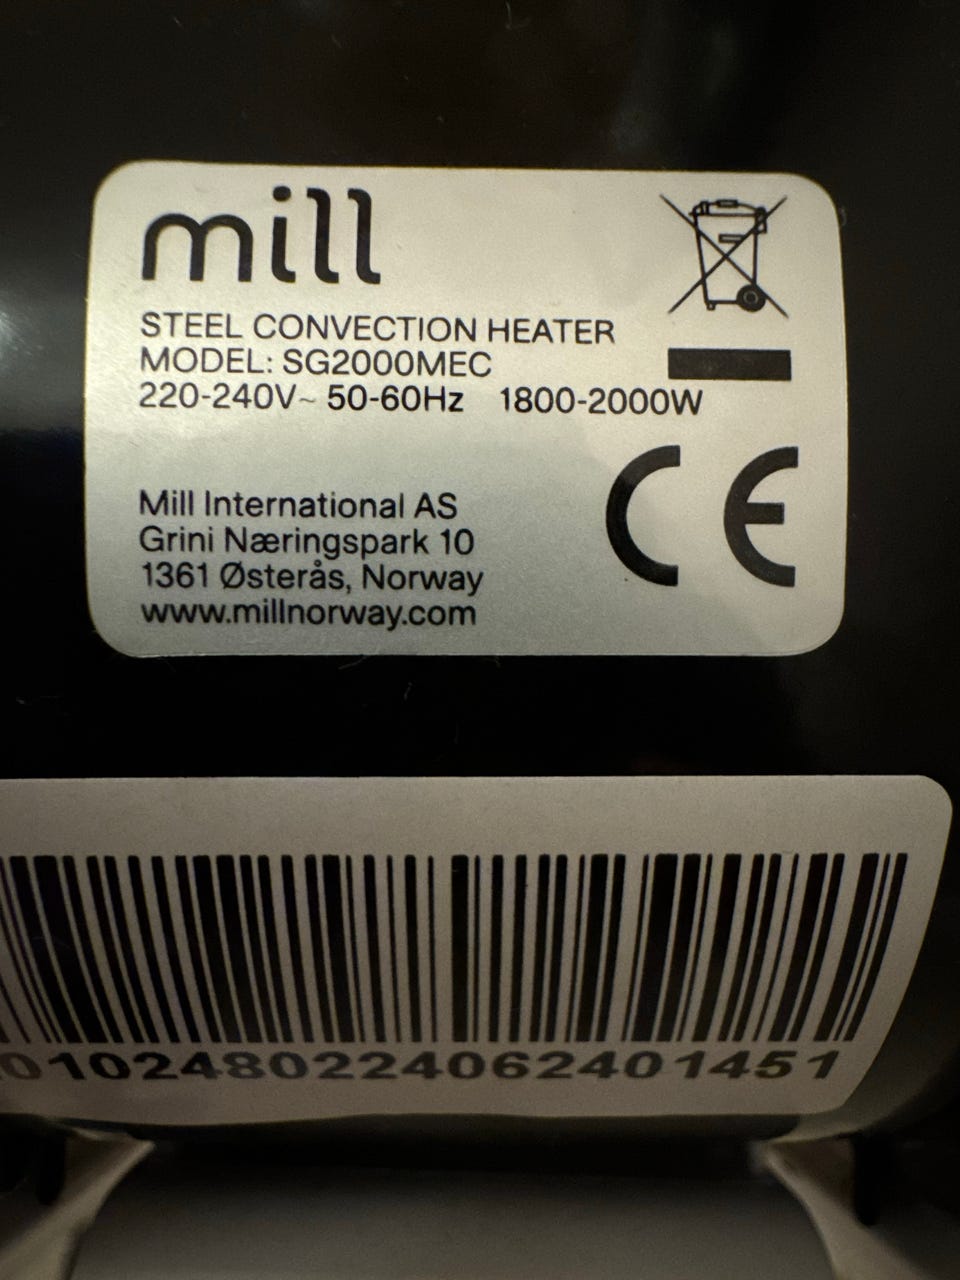 mill
STEEL CONVECTION HEATER
MODEL: SG2000MEC
220-240V~ 50-60Hz 1800-2000W
CE
Mill International AS
Grini Næringspark 10
1361 Østerås, Norway
www.millnorway.com
0102480224062401451